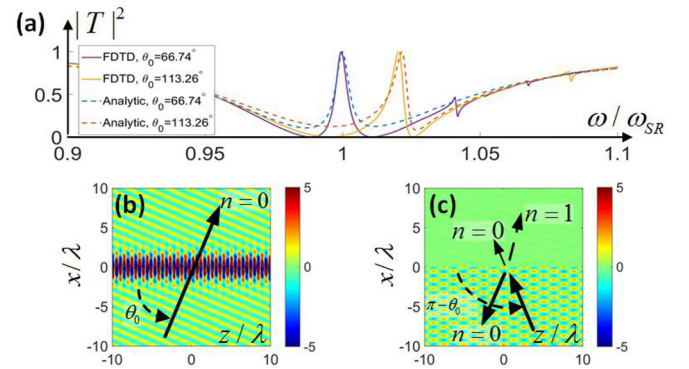 (a)
|T|²
FDTD, θ₀=66.74°
FDTD, θ₀=113.26°
Analytic, θ₀=66.74°
Analytic, θ₀=113.26°
1
0.5
0
0.9
0.95
1
1.05
1.1
ω / ω_SR
(b)
x/λ
10
5
0
-5
-10
n=0
θ₀
z/λ
-10
0
10
5
0
-5
(c)
x/λ
10
5
0
-5
-10
n=0
n=1
π−θ₀
n=0
z/λ
-10
0
10
5
0
-5